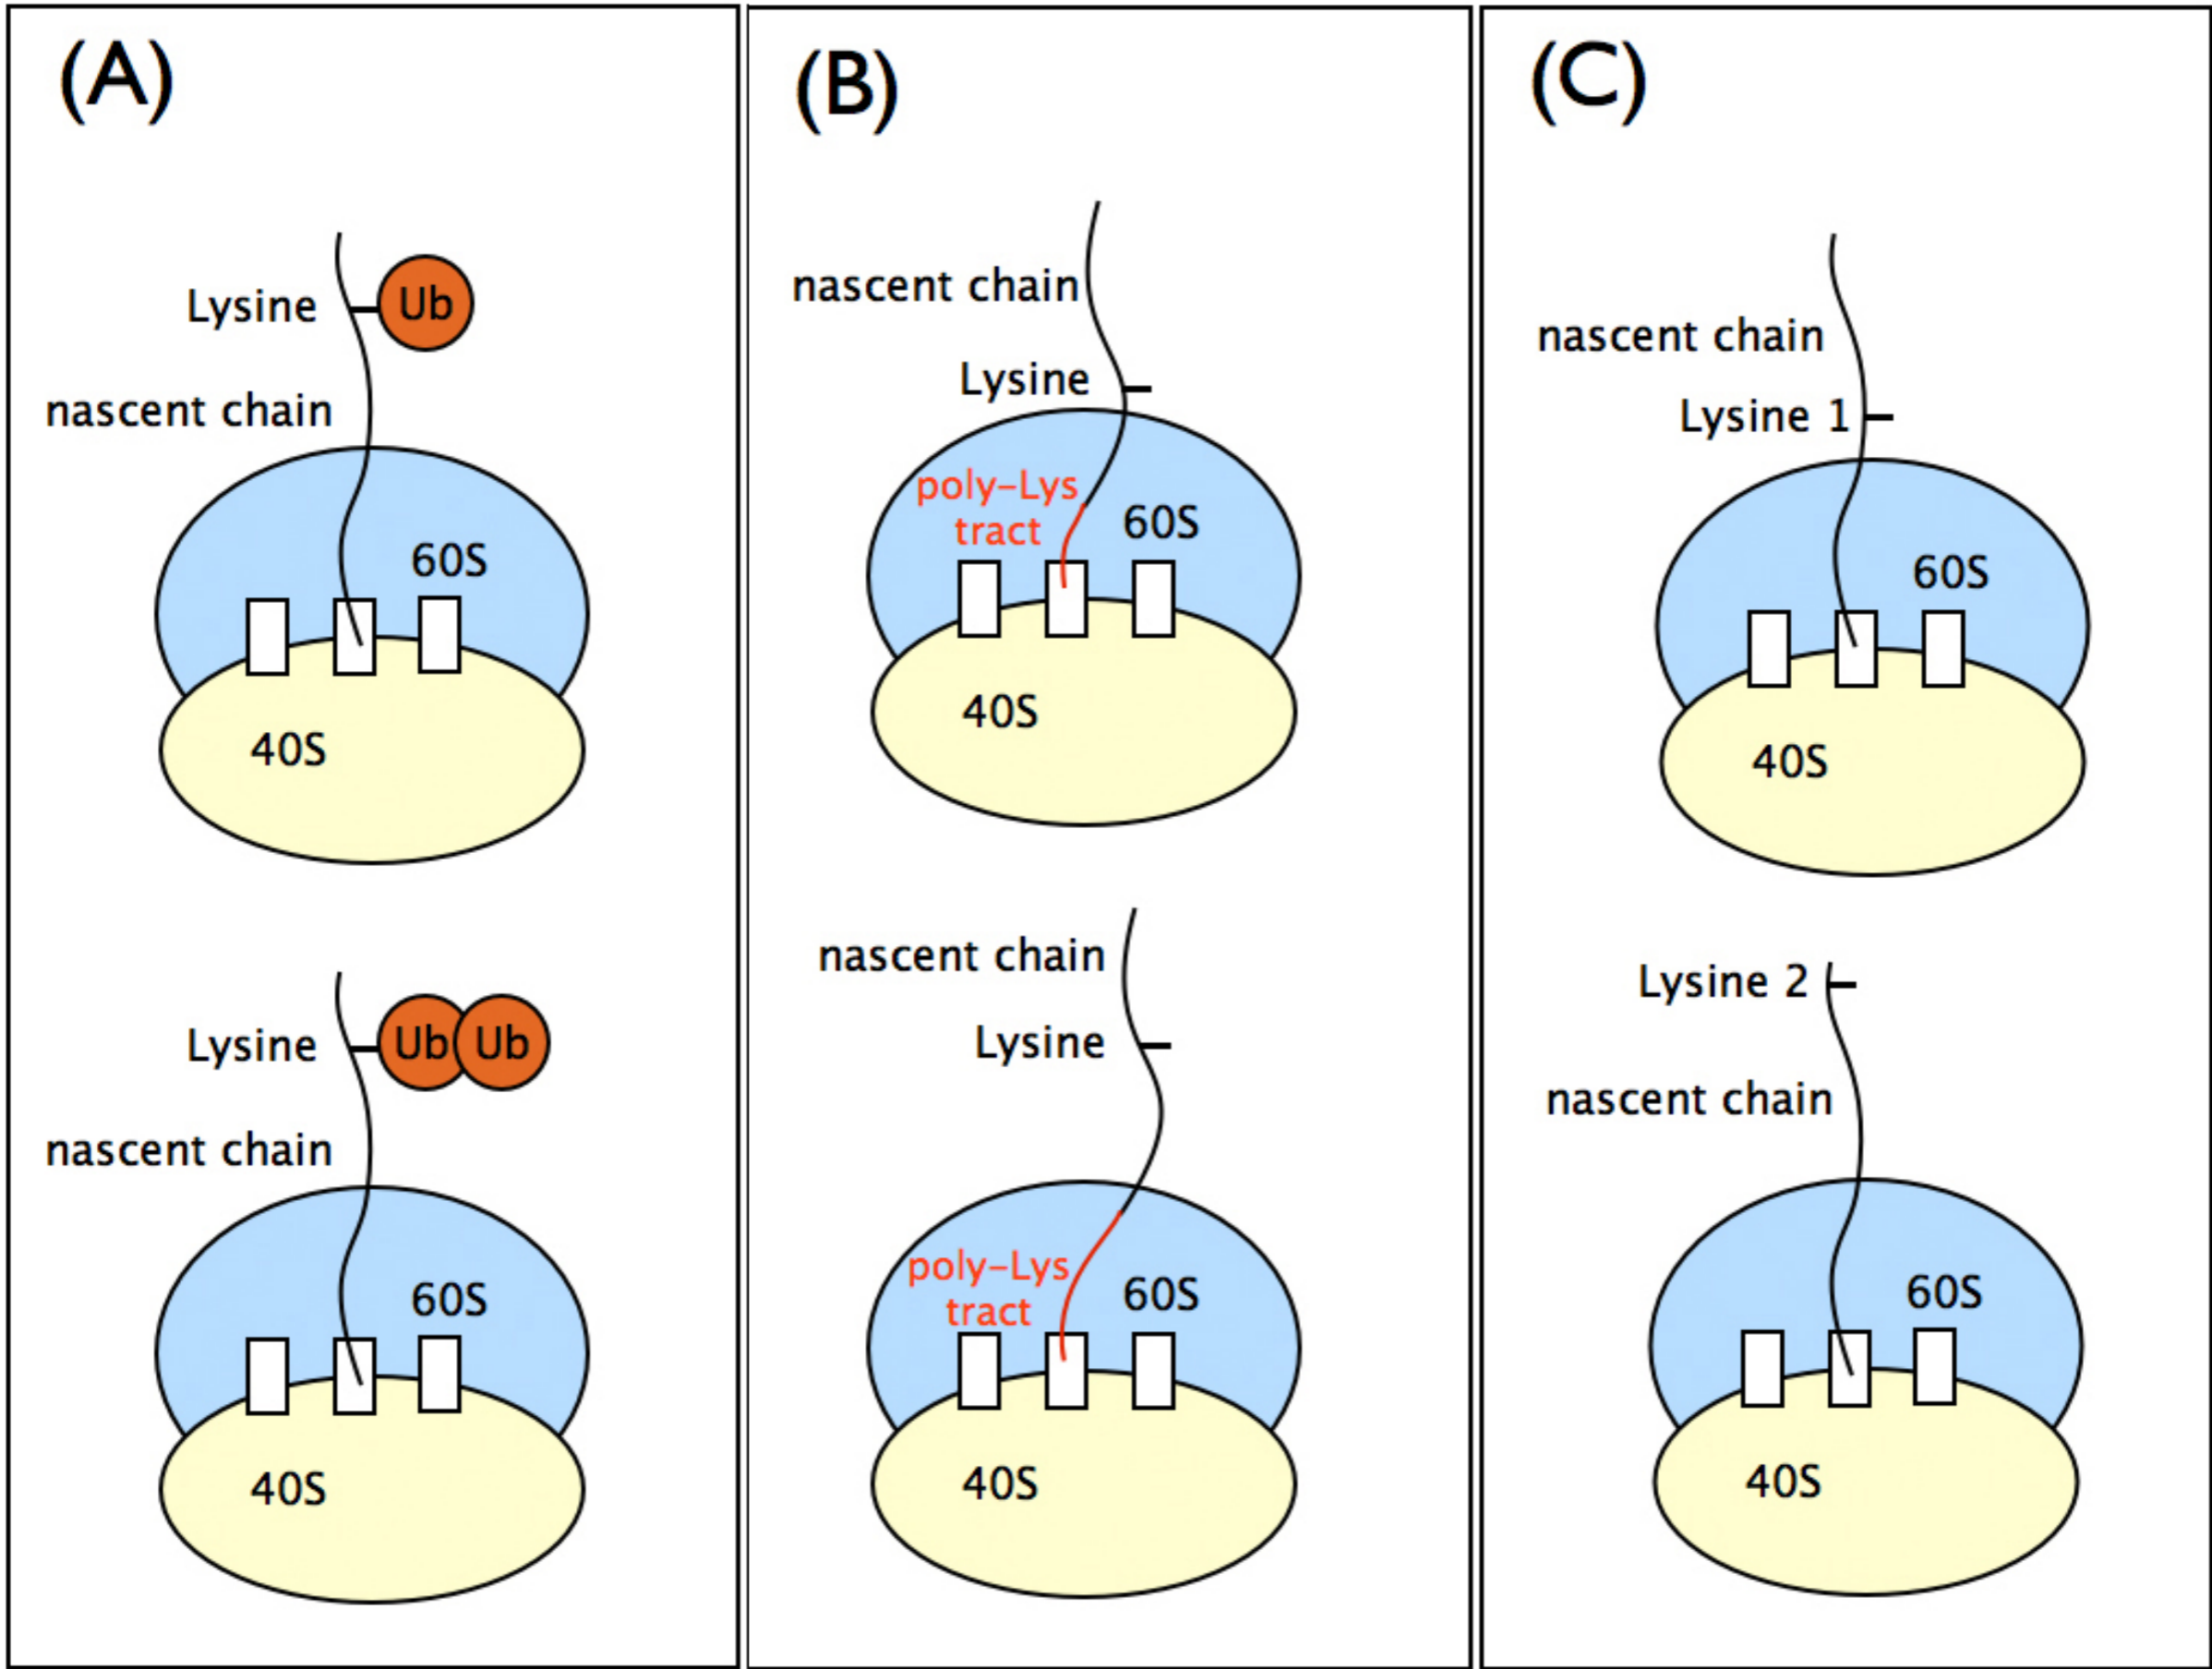 (A)
Lysine
Ub
nascent chain
60S
40S
Lysine
Ub Ub
nascent chain
60S
40S
(B)
nascent chain
Lysine
poly-Lys
tract
60S
40S
nascent chain
Lysine
poly-Lys
tract
60S
40S
(C)
nascent chain
Lysine 1
60S
40S
Lysine 2
nascent chain
60S
40S